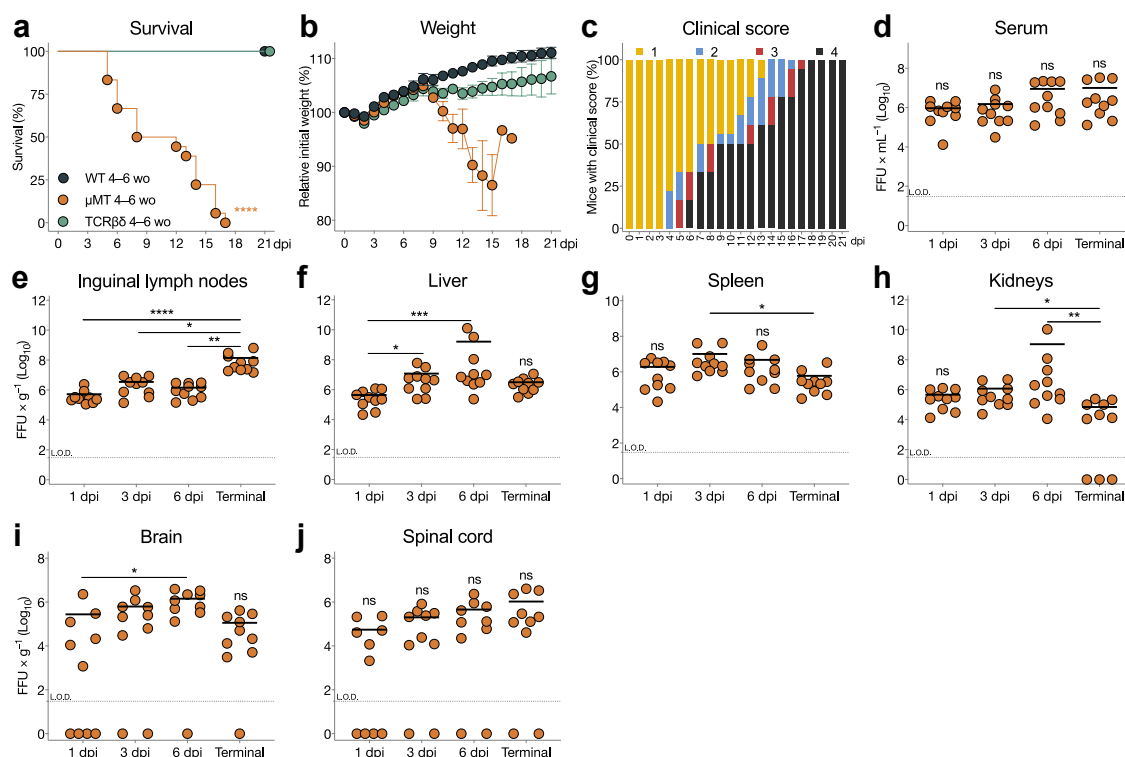 a Survival
Survival (%)
100
75
50
25
0
WT 4–6 wo
µMT 4–6 wo
TCRβδ 4–6 wo
****
0 3 6 9 12 15 18 21 dpi
b Weight
Relative initial weight (%)
110
100
90
80
0 3 6 9 12 15 18 21 dpi
c Clinical score
1 2 3 4
Mice with clinical score (%)
100
75
50
25
0
0 1 2 3 4 5 6 7 8 9 10 11 12 13 14 15 16 17 18 19 20 21
dpi
d Serum
FFU × mL⁻¹ (Log₁₀)
10
8
6
4
2
0
ns ns ns ns
L.O.D.
1 dpi 3 dpi 6 dpi Terminal
e Inguinal lymph nodes
FFU × g⁻¹ (Log₁₀)
12
10
8
6
4
2
0
****
*
**
L.O.D.
1 dpi 3 dpi 6 dpi Terminal
f Liver
12
10
8
6
4
2
0
***
*
ns
L.O.D.
1 dpi 3 dpi 6 dpi Terminal
g Spleen
10
8
6
4
2
0
*
ns ns
L.O.D.
1 dpi 3 dpi 6 dpi Terminal
h Kidneys
12
10
8
6
4
2
0
*
**
ns
L.O.D.
1 dpi 3 dpi 6 dpi Terminal
i Brain
FFU × g⁻¹ (Log₁₀)
8
6
4
2
0
*
ns
L.O.D.
1 dpi 3 dpi 6 dpi Terminal
j Spinal cord
8
6
4
2
0
ns ns ns ns
L.O.D.
1 dpi 3 dpi 6 dpi Terminal